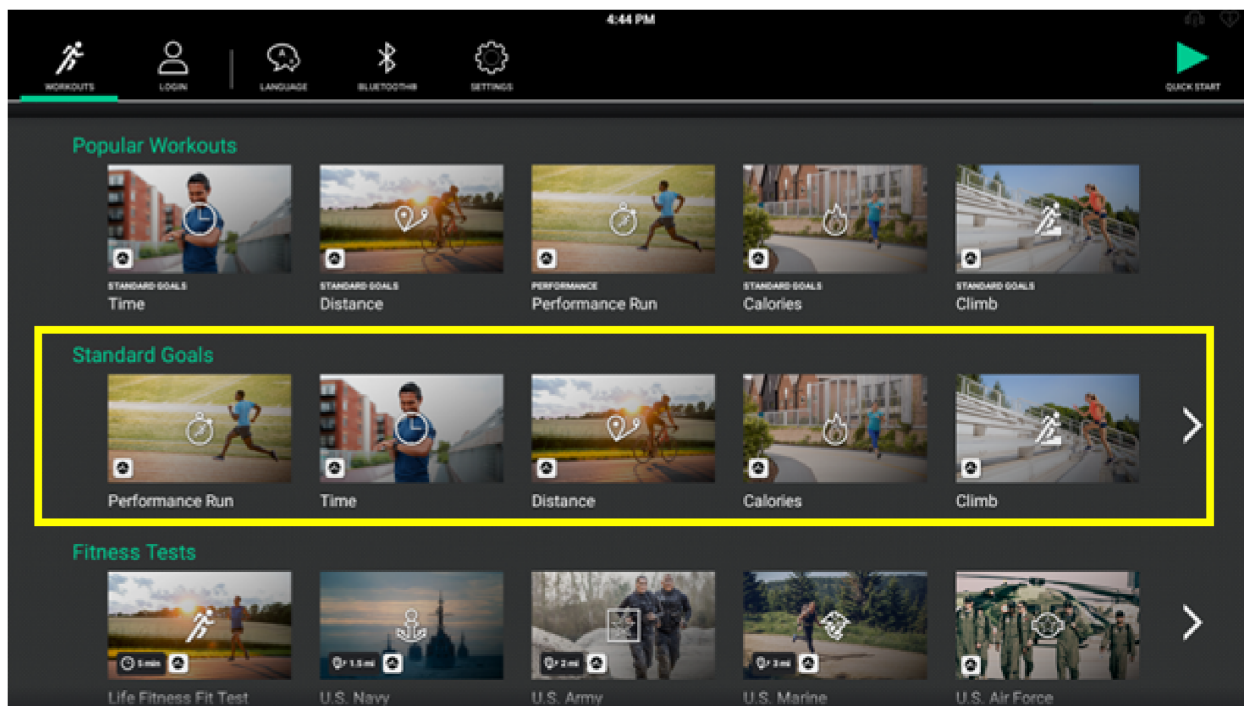 4:44 PM
WORKOUTS
LOGIN
LANGUAGE
BLUETOOTH®
SETTINGS
QUICK START
Popular Workouts
STANDARD GOALS
Time
STANDARD GOALS
Distance
PERFORMANCE
Performance Run
STANDARD GOALS
Calories
STANDARD GOALS
Climb
Standard Goals
Performance Run
Time
Distance
Calories
Climb
Fitness Tests
5 min
1.5 mi
2 mi
3 mi
Life Fitness Fit Test
U.S. Navy
U.S. Army
U.S. Marine
U.S. Air Force